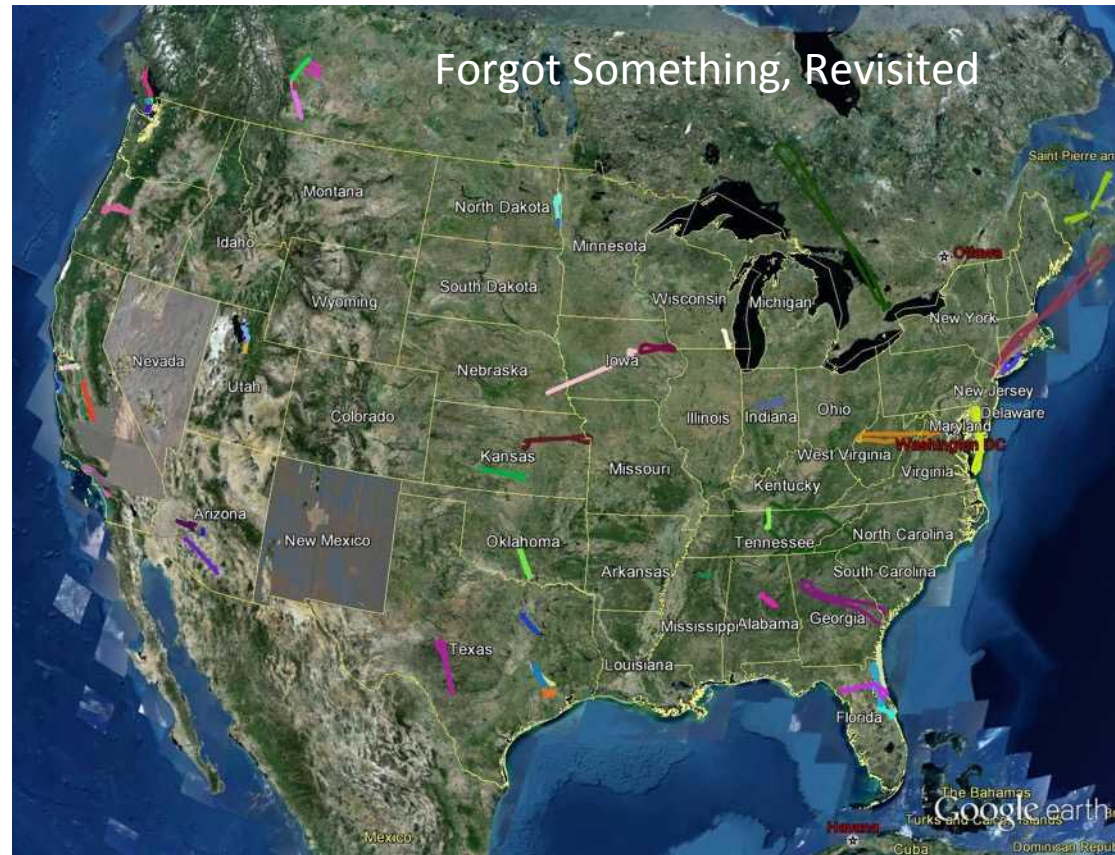 Forgot Something, Revisited
Saint Pierre an
Montana
North Dakota
Minnesota
Ottawa
Idaho
South Dakota
Wisconsin
Michigan
Wyoming
New York
Nevada
Iowa
Nebraska
Utah
New Jersey
Illinois
Indiana
Ohio
Delaware
Colorado
Maryland
Washington DC
Kansas
West Virginia
Missouri
Virginia
Kentucky
Arizona
New Mexico
Oklahoma
Tennessee
North Carolina
Arkansas
South Carolina
Mississippi
Alabama
Georgia
Texas
Louisiana
Florida
The Bahamas
Google earth
Turks and Caicos Islands
Havana
Mexico
Cuba
Dominican Repu